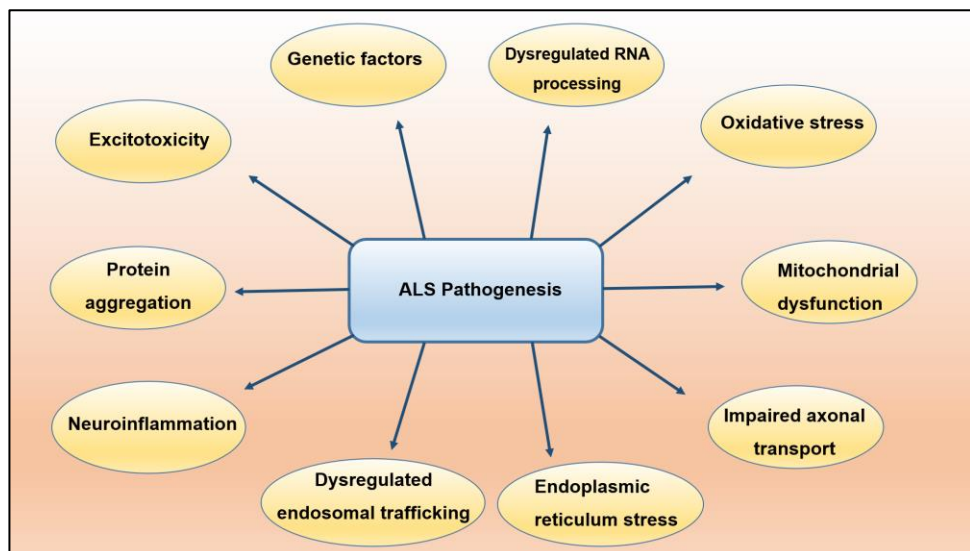 Genetic factors
Dysregulated RNA
processing
Oxidative stress
Excitotoxicity
Protein
aggregation
ALS Pathogenesis
Mitochondrial
dysfunction
Neuroinflammation
Impaired axonal
transport
Dysregulated
endosomal trafficking
Endoplasmic
reticulum stress